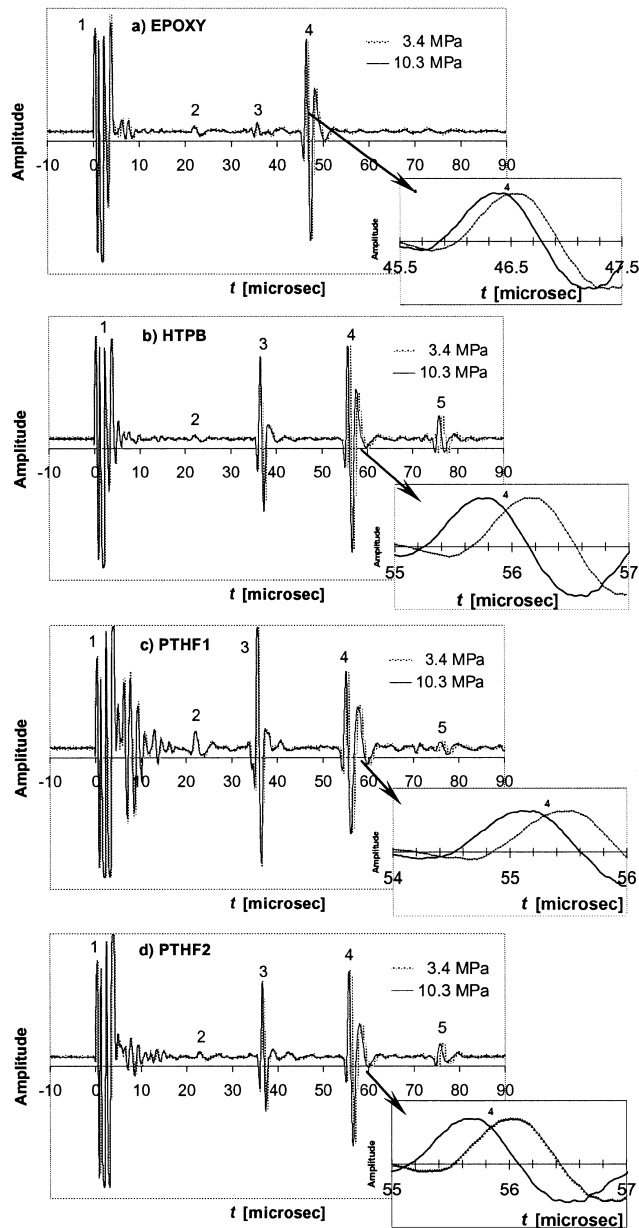 a) EPOXY
1
2
3
4
3.4 MPa
10.3 MPa
Amplitude
-10 0 10 20 30 40 50 60 70 80 90
t [microsec]
4
Amplitude
45.5 46.5 47.5
t [microsec]
b) HTPB
1
2
3
4
5
3.4 MPa
10.3 MPa
Amplitude
-10 0 10 20 30 40 50 60 70 80 90
t [microsec]
4
Amplitude
55 56 57
t [microsec]
c) PTHF1
1
2
3
4
5
3.4 MPa
10.3 MPa
Amplitude
-10 0 10 20 30 40 50 60 70 80 90
t [microsec]
4
Amplitude
54 55 56
t [microsec]
d) PTHF2
1
2
3
4
5
3.4 MPa
10.3 MPa
Amplitude
-10 0 10 20 30 40 50 60 70 80 90
t [microsec]
4
Amplitude
55 56 57
t [microsec]